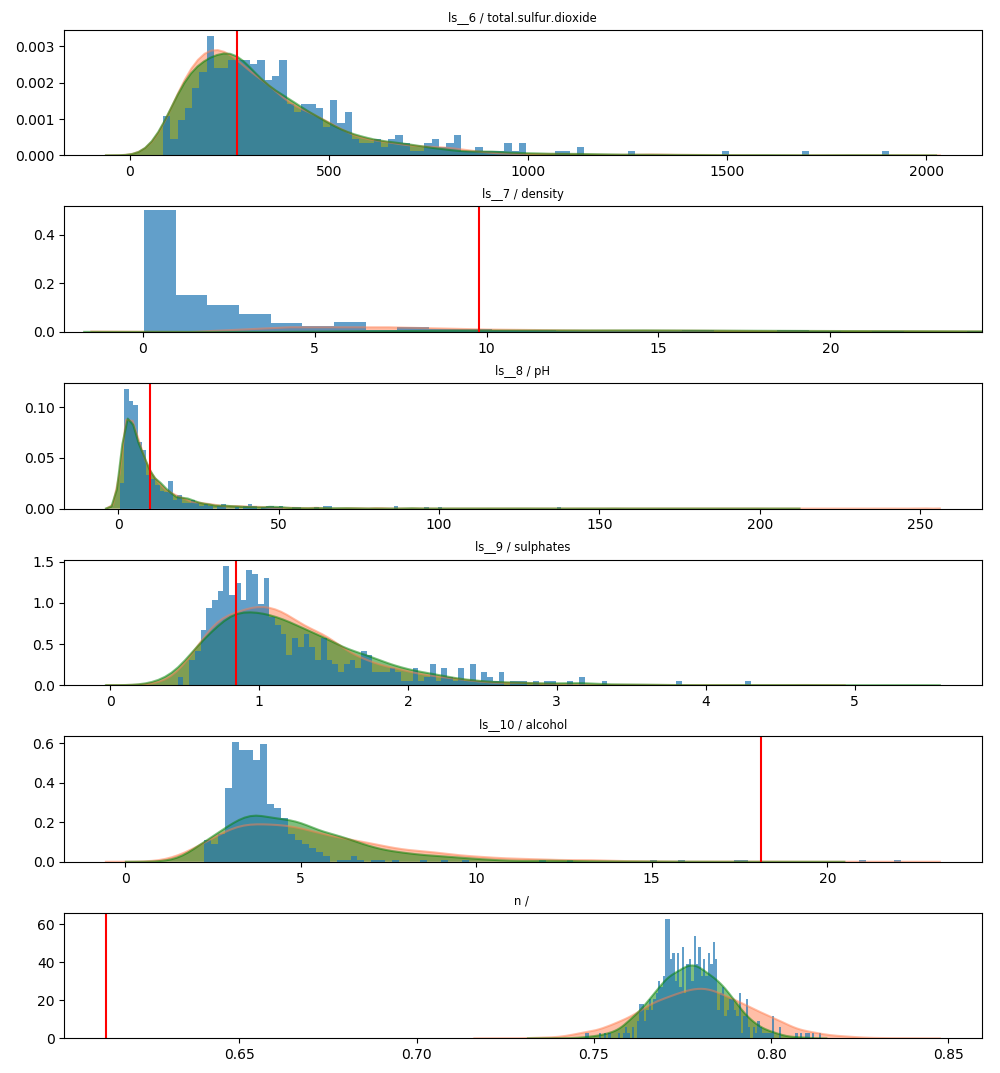 ls__6 / total.sulfur.dioxide
0.003
0.002
0.001
0.000
0 500 1000 1500 2000
ls__7 / density
0.4
0.2
0.0
0 5 10 15 20
ls__8 / pH
0.10
0.05
0.00
0 50 100 150 200 250
ls__9 / sulphates
1.5
1.0
0.5
0.0
0 1 2 3 4 5
ls__10 / alcohol
0.6
0.4
0.2
0.0
0 5 10 15 20
n /
60
40
20
0
0.65 0.70 0.75 0.80 0.85